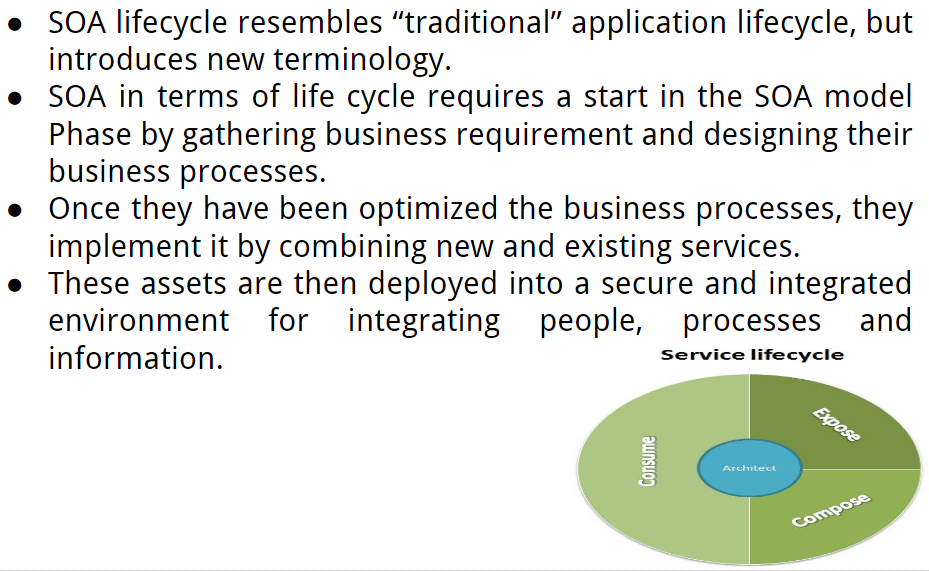 ● SOA lifecycle resembles “traditional” application lifecycle, but
introduces new terminology.
● SOA in terms of life cycle requires a start in the SOA model
Phase by gathering business requirement and designing their
business processes.
● Once they have been optimized the business processes, they
implement it by combining new and existing services.
● These assets are then deployed into a secure and integrated
environment for integrating people, processes and
information.
Service lifecycle
Expose
Consume
Architect
Compose